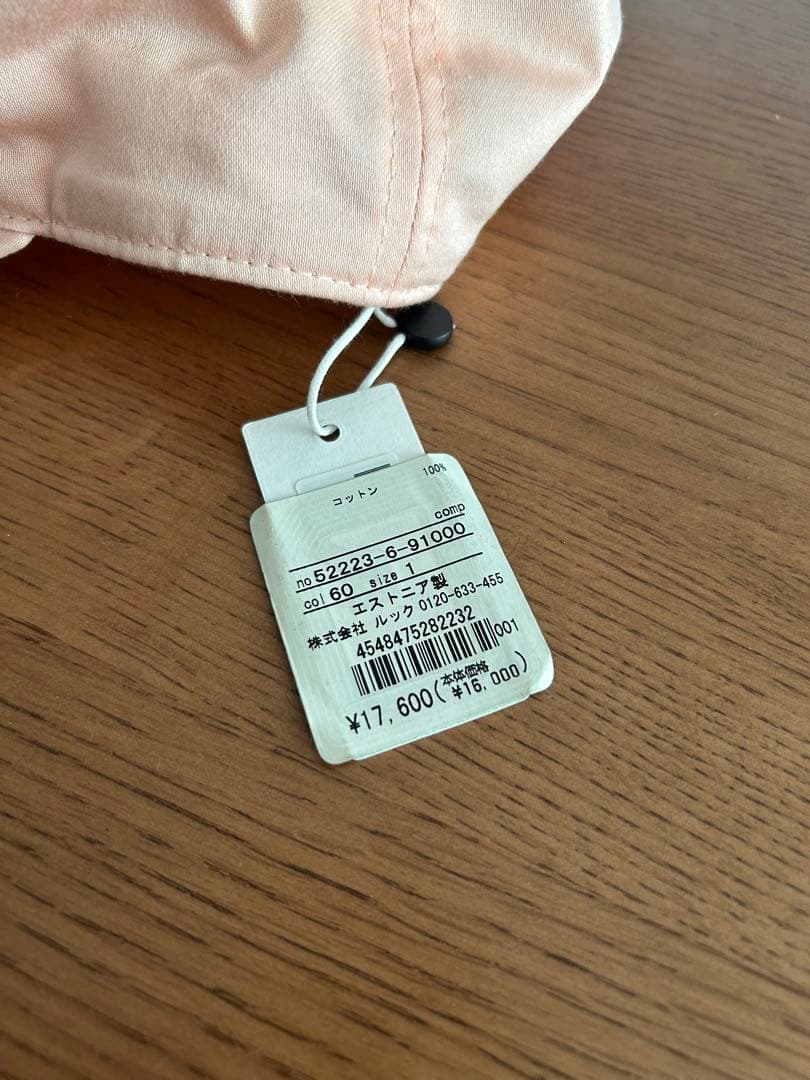 コットン 100%
comp
no 52223-6-91000
col 60 size 1
エストニア製
株式会社 ルック 0120-633-455
4548475282232
001
本体価格
¥17,600(¥16,000)